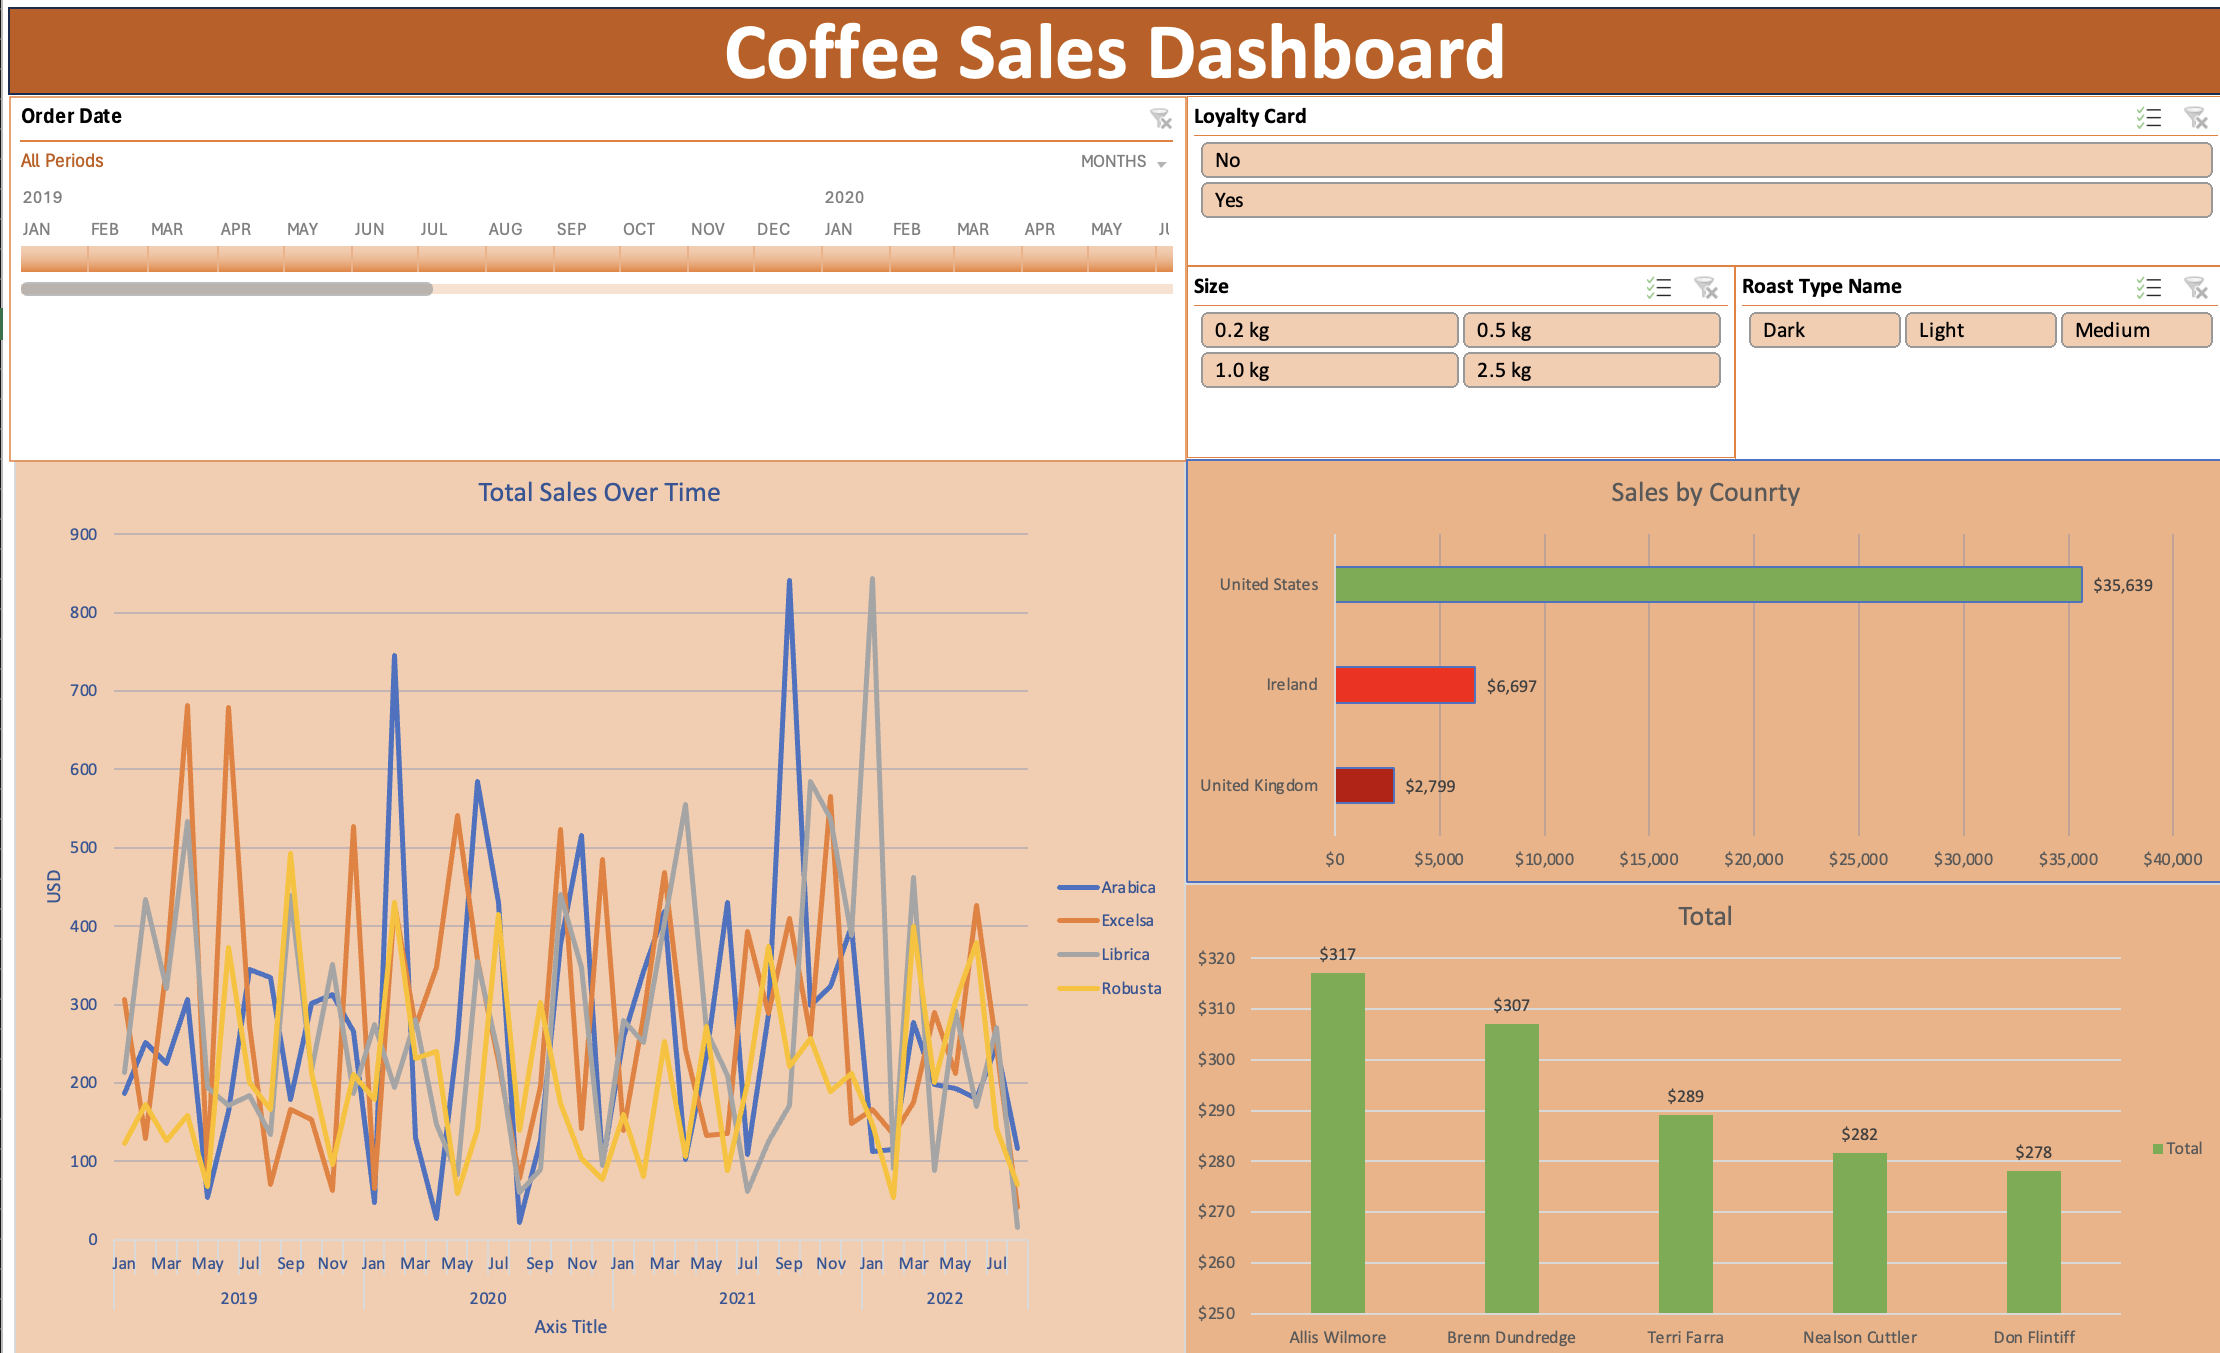 Coffee Sales Dashboard
Order Date
All Periods
MONTHS
2019 2020
JAN FEB MAR APR MAY JUN JUL AUG SEP OCT NOV DEC JAN FEB MAR APR MAY
Loyalty Card
No
Yes
Size
0.2 kg 0.5 kg
1.0 kg 2.5 kg
Roast Type Name
Dark Light Medium
Total Sales Over Time
900
800
700
600
500
400
300
200
100
0
USD
Jan Mar May Jul Sep Nov Jan Mar May Jul Sep Nov Jan Mar May Jul Sep Nov Jan Mar May Jul
2019 2020 2021 2022
Axis Title
Arabica
Excelsa
Librica
Robusta
Sales by Counrty
United States $35,639
Ireland $6,697
United Kingdom $2,799
$0 $5,000 $10,000 $15,000 $20,000 $25,000 $30,000 $35,000 $40,000
Total
$320
$310
$300
$290
$280
$270
$260
$250
$317
$307
$289
$282
$278
Allis Wilmore Brenn Dundredge Terri Farra Nealson Cuttler Don Flintiff
Total